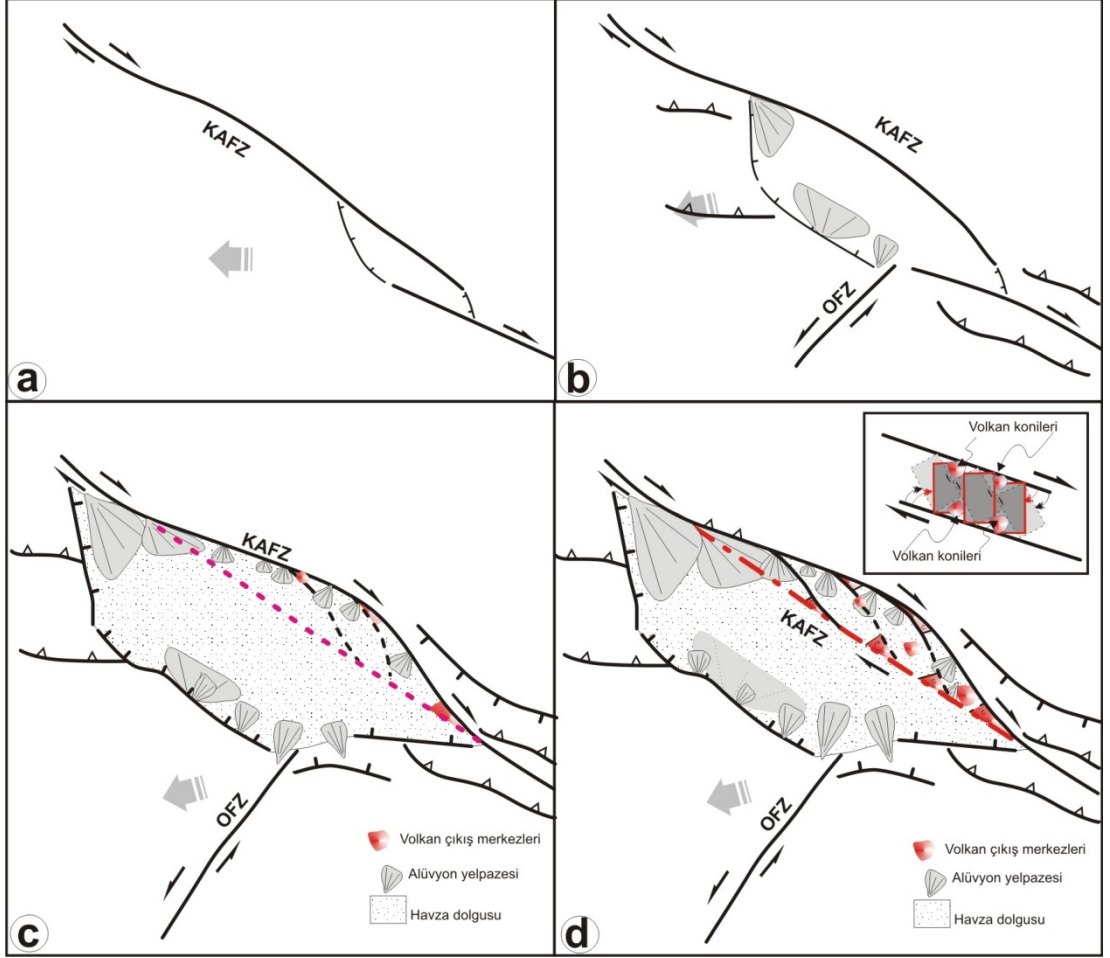 KAFZ
a
KAFZ
OFZ
b
KAFZ
OFZ
Volkan çıkış merkezleri
Alüvyon yelpazesi
Havza dolgusu
c
Volkan konileri
Volkan konileri
KAFZ
OFZ
Volkan çıkış merkezleri
Alüvyon yelpazesi
Havza dolgusu
d